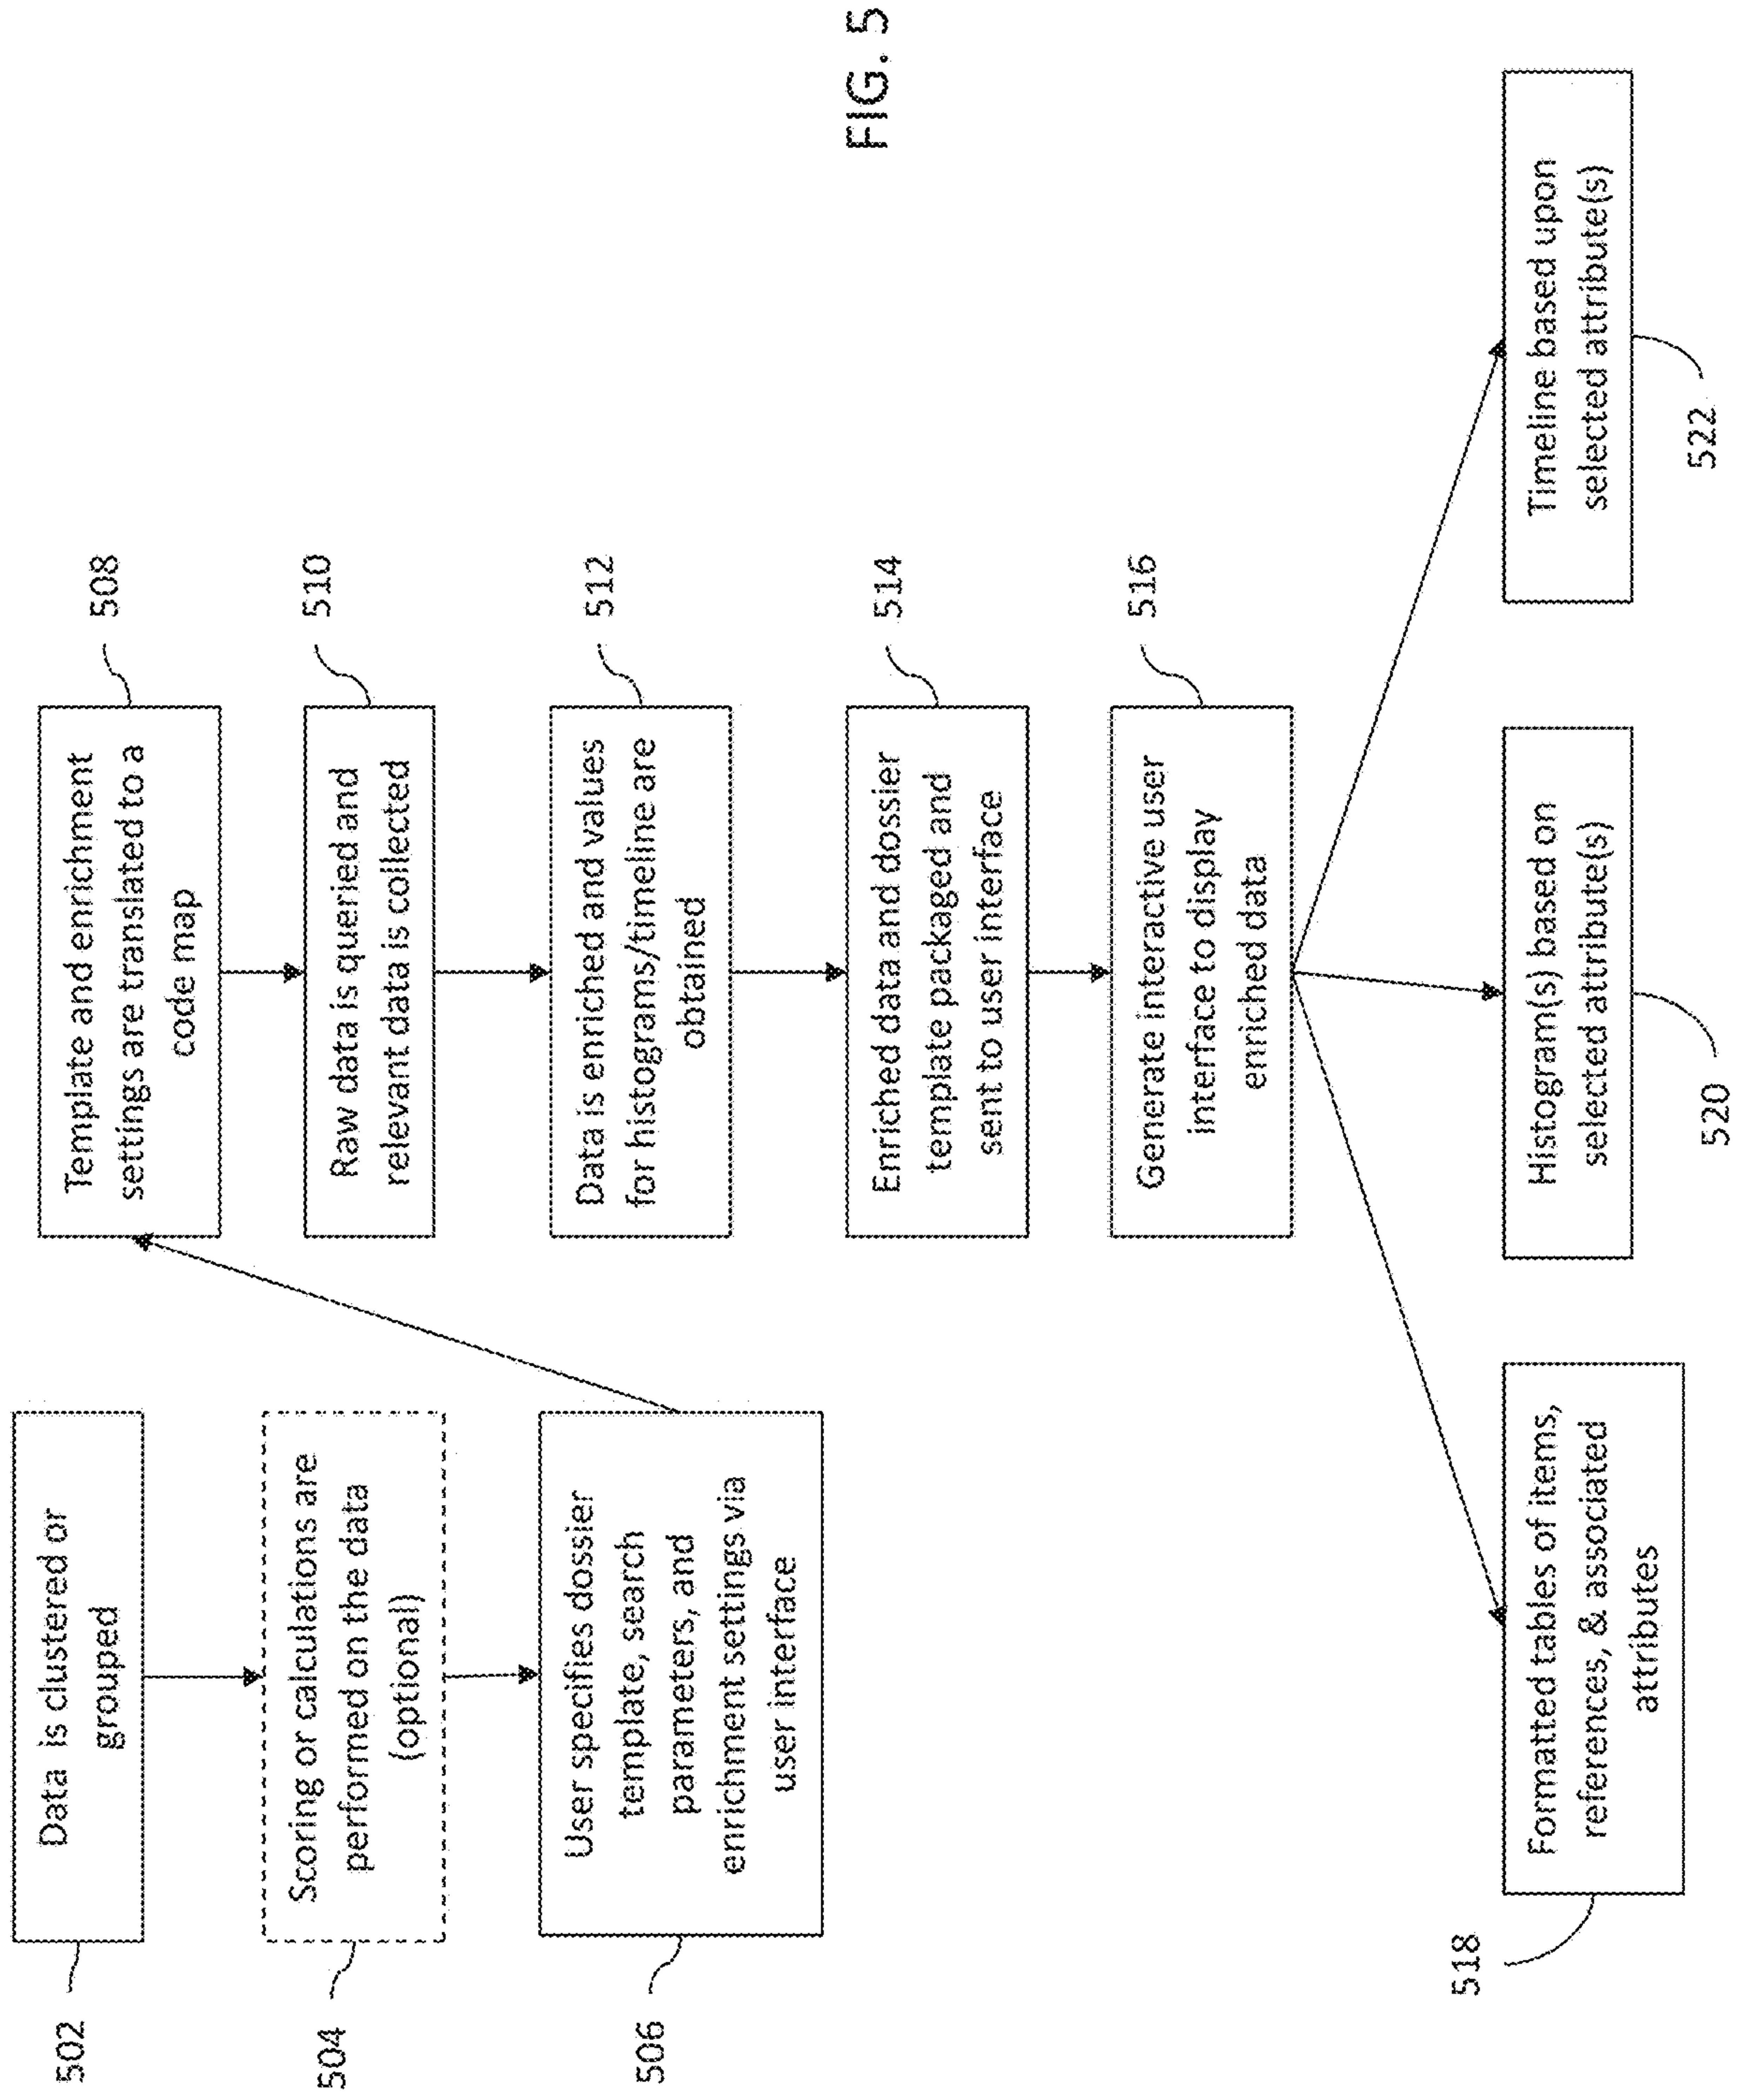 502
Data is clustered or
grouped
504
Scoring or calculations are
performed on the data
(optional)
506
User specifies dossier
template, search
parameters, and
enrichment settings via
user interface
508
Template and enrichment
settings are translated to a
code map
510
Raw data is queried and
relevant data is collected
512
Data is enriched and values
for histograms/timeline are
obtained
514
Enriched data and dossier
template packaged and
sent to user interface
516
Generate interactive user
interface to display
enriched data
518
Formatted tables of items,
references, & associated
attributes
520
Histogram(s) based on
selected attribute(s)
522
Timeline based upon
selected attribute(s)
FIG. 5